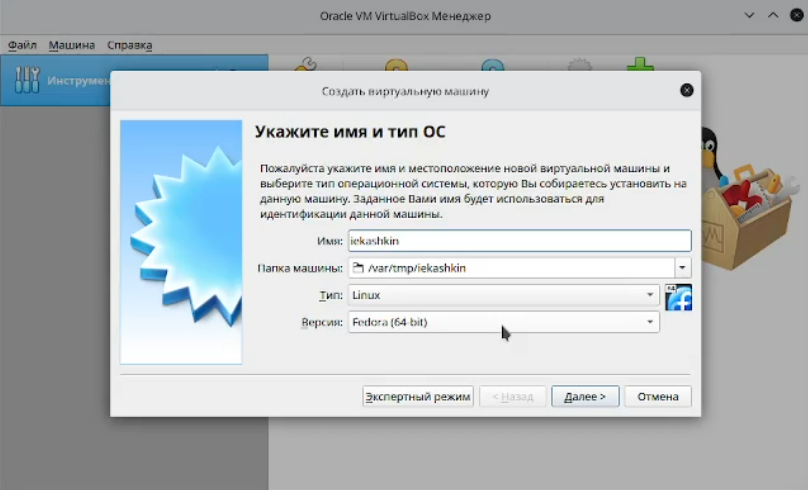 Oracle VM VirtualBox Менеджер
Файл Машина Справка
Создать виртуальную машину
Укажите имя и тип ОС
Пожалуйста укажите имя и местоположение новой виртуальной машины и
выберите тип операционной системы, которую Вы собираетесь установить на
данную машину. Заданное Вами имя будет использоваться для
идентификации данной машины.
Имя: iekashkin
Папка машины: /var/tmp/iekashkin
Тип: Linux
Версия: Fedora (64-bit)
Экспертный режим < Назад Далее > Отмена